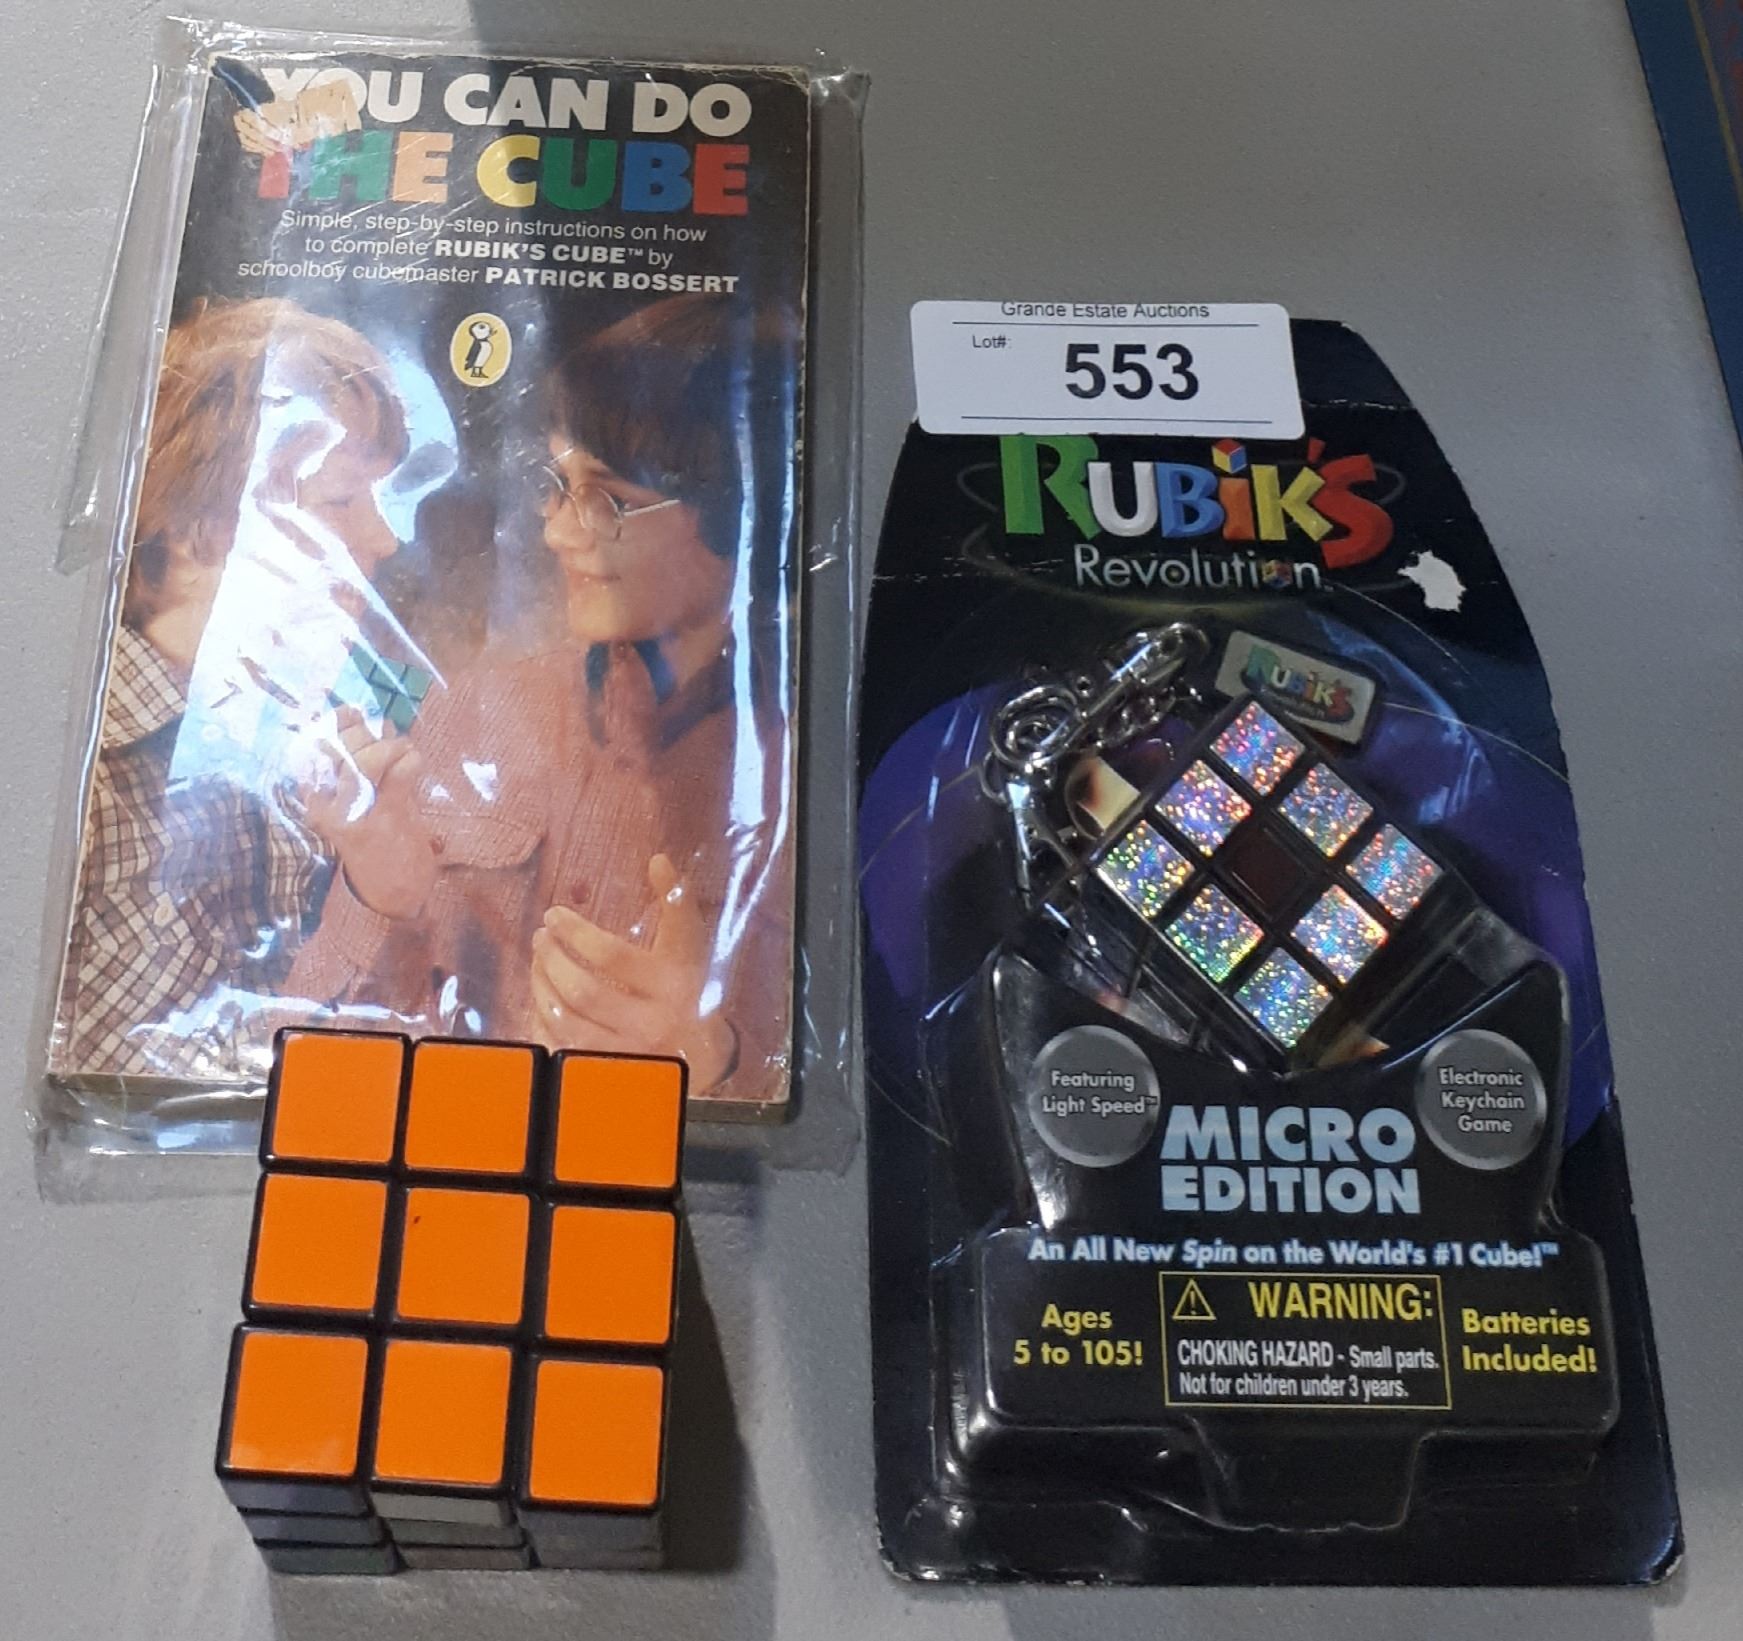 YOU CAN DO
THE CUBE
Simple, step-by-step instructions on how
to complete RUBIK'S CUBE™ by
schoolboy cubemaster PATRICK BOSSERT
Grande Estate Auctions
Lot#:
553
RUBIK'S
Revolution
RUBIK'S
Featuring
Light Speed™
Electronic
Keychain
Game
MICRO
EDITION
An All New Spin on the World's #1 Cube!™
Ages
5 to 105!
WARNING:
CHOKING HAZARD - Small parts.
Not for children under 3 years.
Batteries
Included!